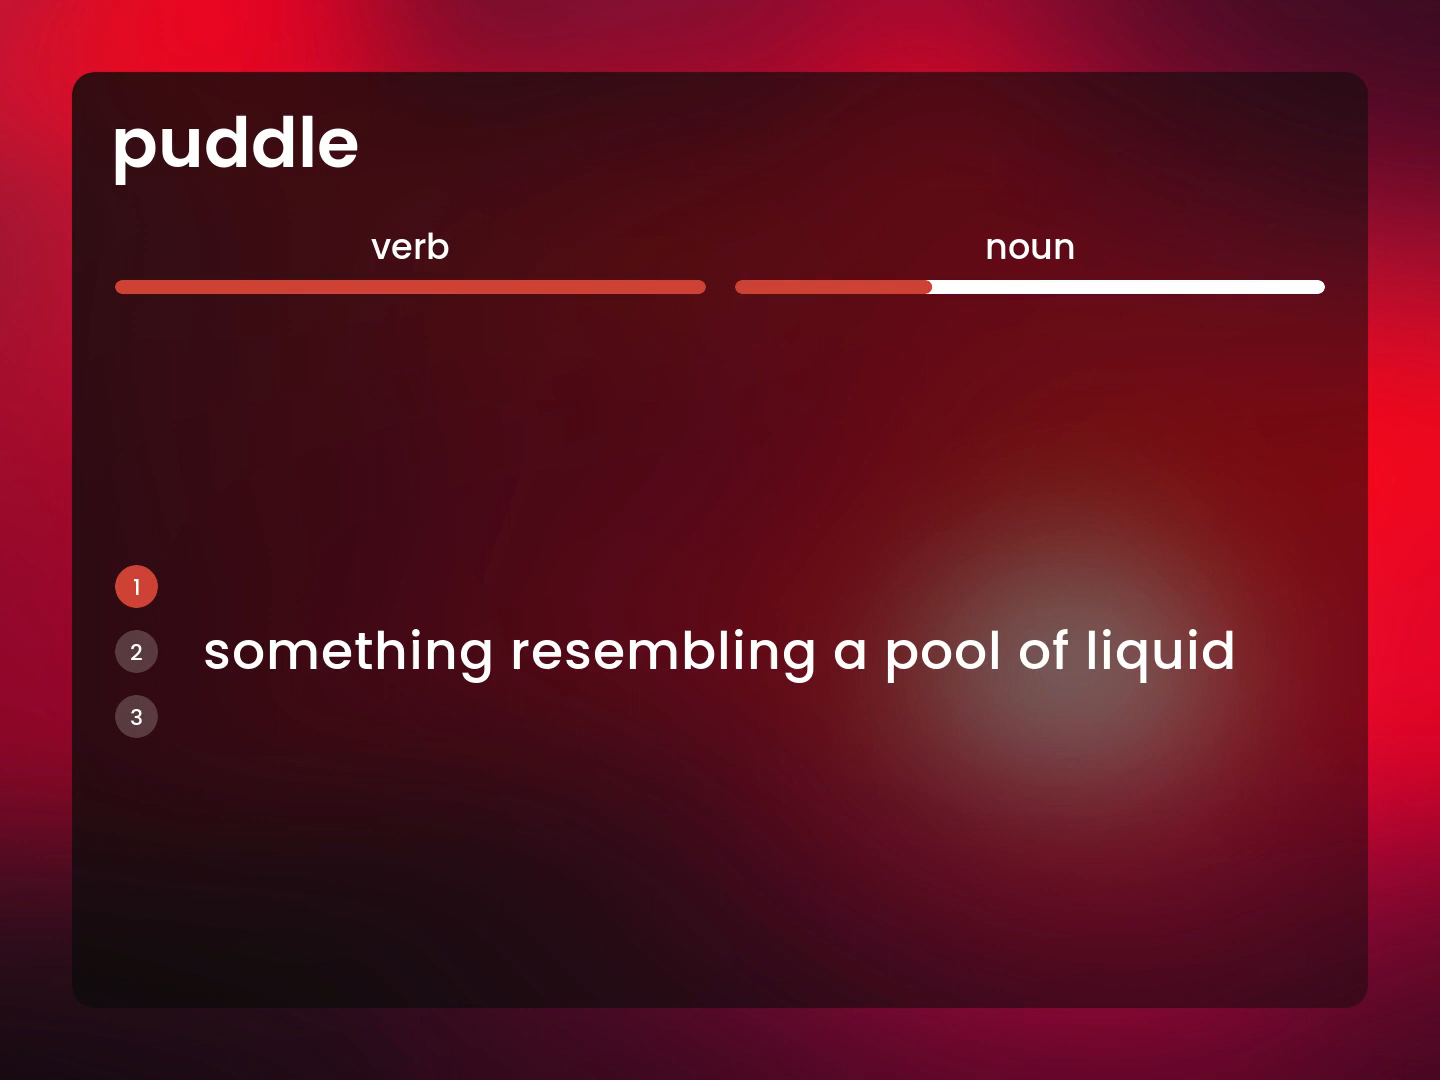 puddle
verb noun
1
2 something resembling a pool of liquid
3